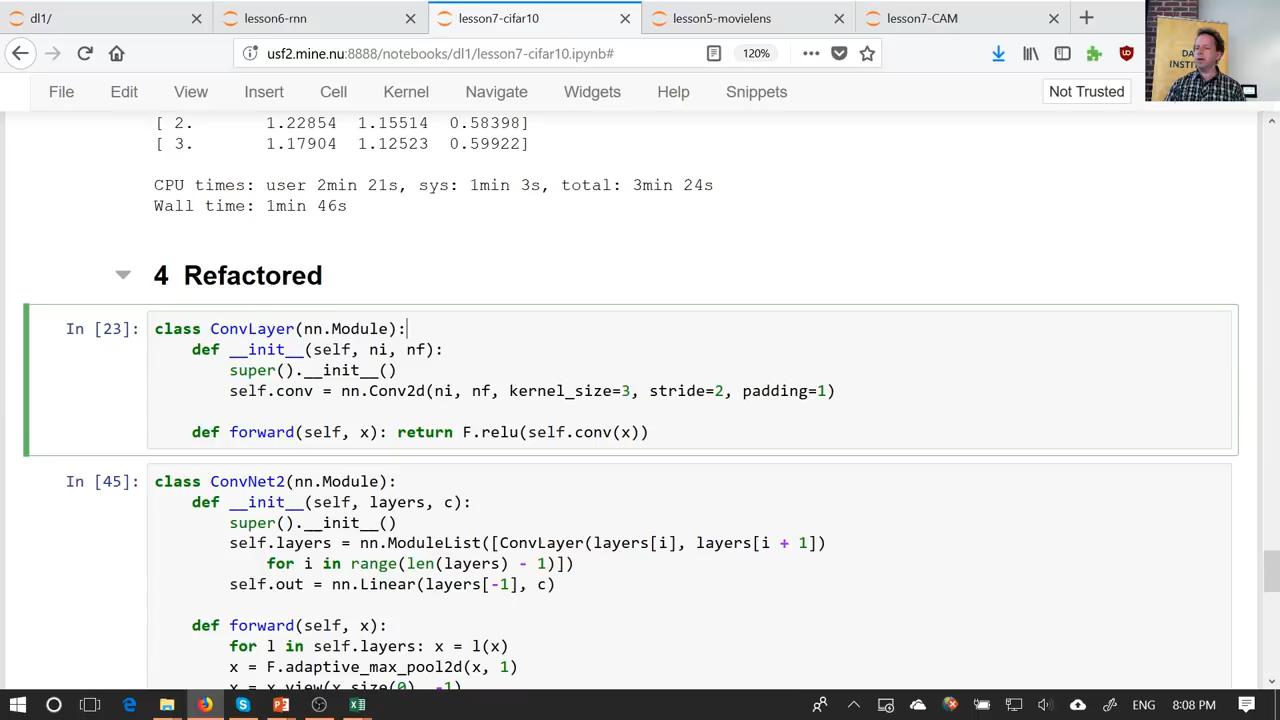 dl1/
lesson6-rnn
lesson7-cifar10
lesson5-movielens
lesson7-CAM
usf2.mine.nu:8888/notebooks/dl1/lesson7-cifar10.ipynb#
120%
File Edit View Insert Cell Kernel Navigate Widgets Help Snippets
Not Trusted
[ 2. 1.22854 1.15514 0.58398]
[ 3. 1.17904 1.12523 0.59922]
CPU times: user 2min 21s, sys: 1min 3s, total: 3min 24s
Wall time: 1min 46s
4 Refactored
In [23]:
class ConvLayer(nn.Module):
def __init__(self, ni, nf):
super().__init__()
self.conv = nn.Conv2d(ni, nf, kernel_size=3, stride=2, padding=1)
def forward(self, x): return F.relu(self.conv(x))
In [45]:
class ConvNet2(nn.Module):
def __init__(self, layers, c):
super().__init__()
self.layers = nn.ModuleList([ConvLayer(layers[i], layers[i + 1])
for i in range(len(layers) - 1)])
self.out = nn.Linear(layers[-1], c)
def forward(self, x):
for l in self.layers: x = l(x)
x = F.adaptive_max_pool2d(x, 1)
x = x.view(x.size(0), -1)
ENG
8:08 PM